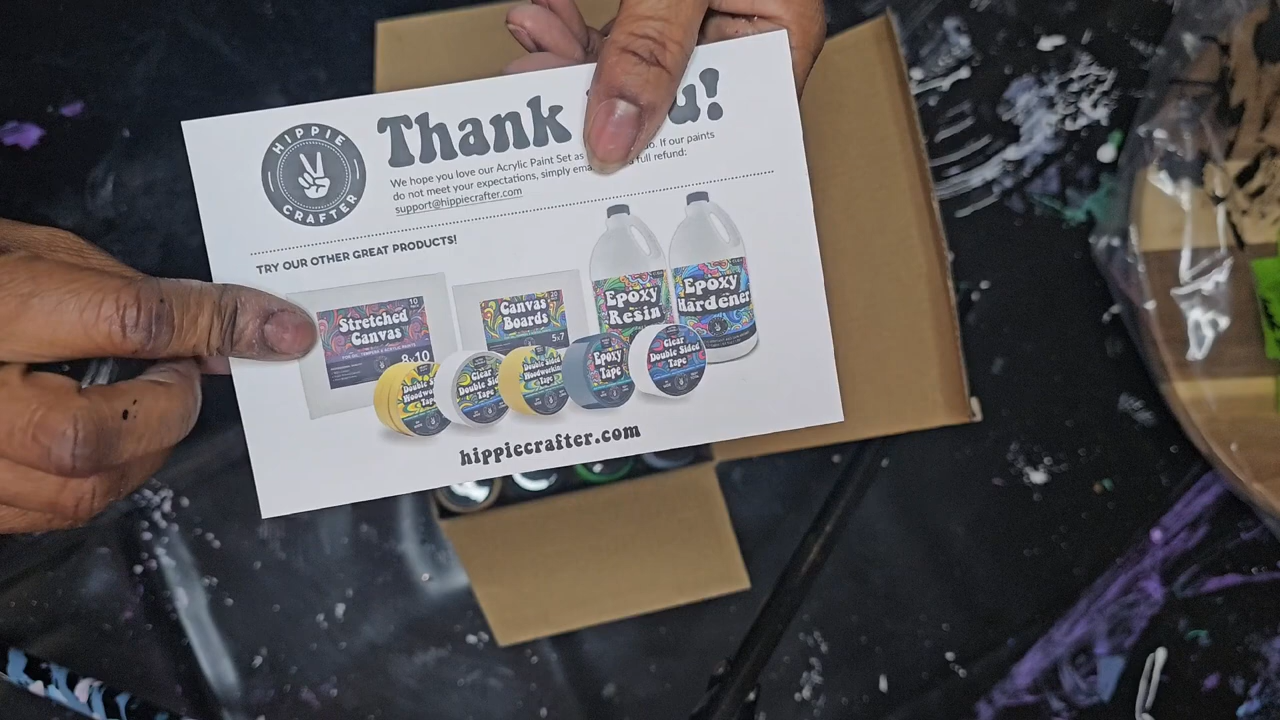 HIPPIE
CRAFTER
Thank u!
We hope you love our Acrylic Paint Set as do. If our paints
do not meet your expectations, simply ema full refund:
support@hippiecrafter.com
TRY OUR OTHER GREAT PRODUCTS!
10
Stretched
Canvas
8x10
Canvas
Boards
5x7
Epoxy
Resin
Epoxy
Hardener
Double Sided
Woodworking
Tape
Clear
Double Sided
Tape
Double Sided
Woodworking
Tape
Epoxy
Tape
Clear
Double Sided
Tape
hippiecrafter.com